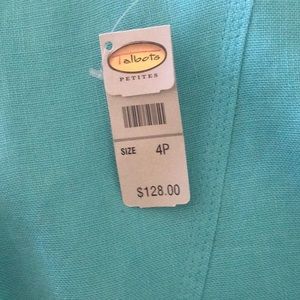 Talbots
PETITES
SIZE 4P
$128.00